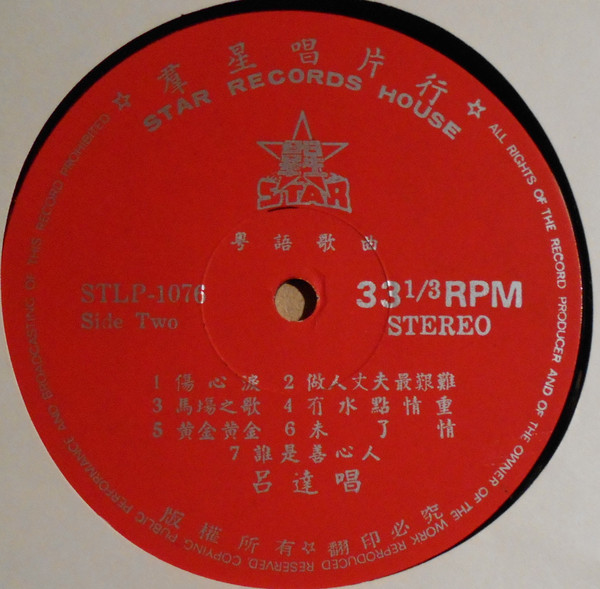 羣星唱片行
STAR RECORDS HOUSE
STAR
粵語歌曲
STLP-1076
Side Two
33 1/3 RPM
STEREO
1 傷心淚 2 做人丈夫最艱難
3 馬場之歌 4 冇水點情重
5 黄金黄金 6 未了情
7 誰是善心人
呂達唱
版權所有☆翻印必究
ALL RIGHTS OF THE RECORD PRODUCER AND OF THE OWNER OF THE WORK REPRODUCED RESERVED. COPYING, PUBLIC PERFORMANCE AND BROADCASTING OF THIS RECORD PROHIBITED